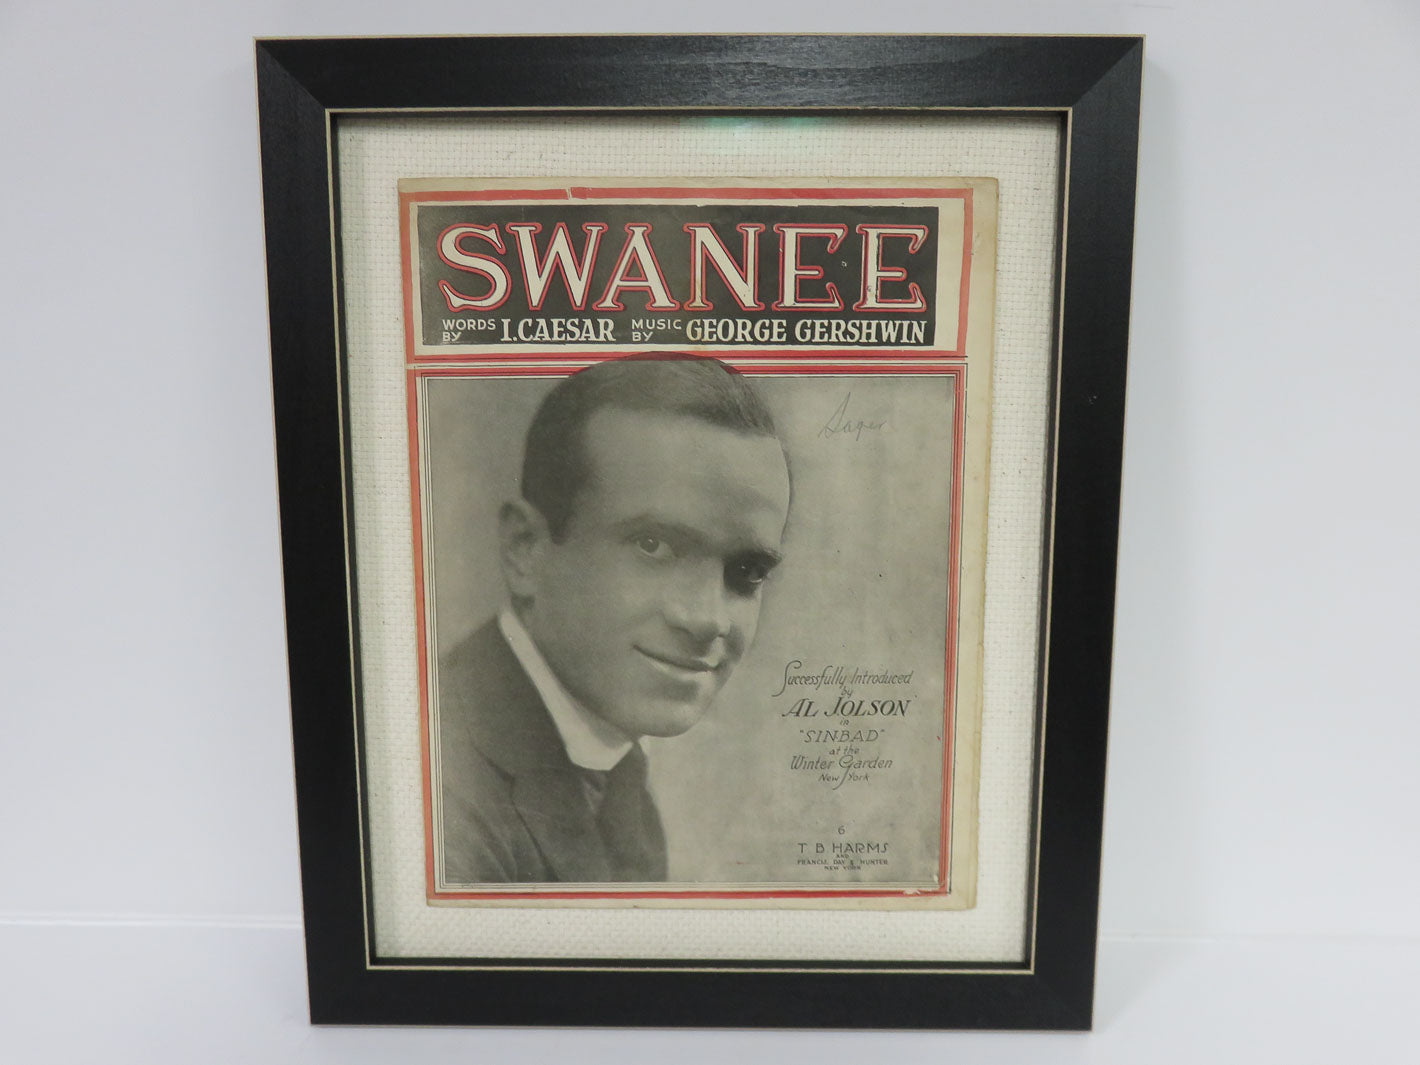 SWANEE
WORDS BY I. CAESAR MUSIC BY GEORGE GERSHWIN
Sager
Successfully Introduced
by
AL JOLSON
in
"SINBAD"
at the
Winter Garden
New York
6
T. B. HARMS
AND
FRANCIS, DAY & HUNTER
NEW YORK